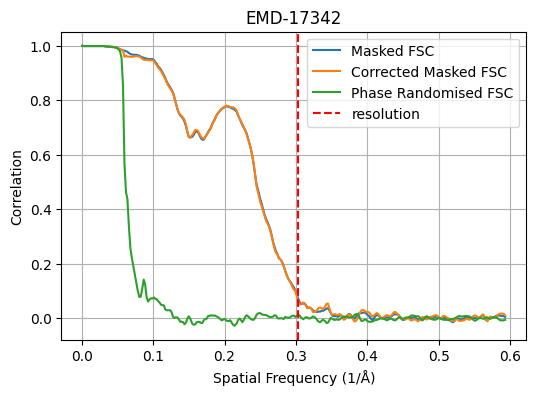 EMD-17342
Masked FSC
Corrected Masked FSC
Phase Randomised FSC
resolution
Correlation
1.0
0.8
0.6
0.4
0.2
0.0
0.0 0.1 0.2 0.3 0.4 0.5 0.6
Spatial Frequency (1/Å)